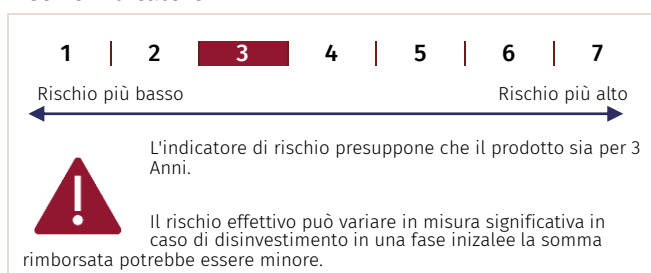 1 2 3 4 5 6 7
Rischio più basso Rischio più alto
L'indicatore di rischio presuppone che il prodotto sia per 3
Anni.
Il rischio effettivo può variare in misura significativa in
caso di disinvestimento in una fase inizalee la somma
rimborsata potrebbe essere minore.